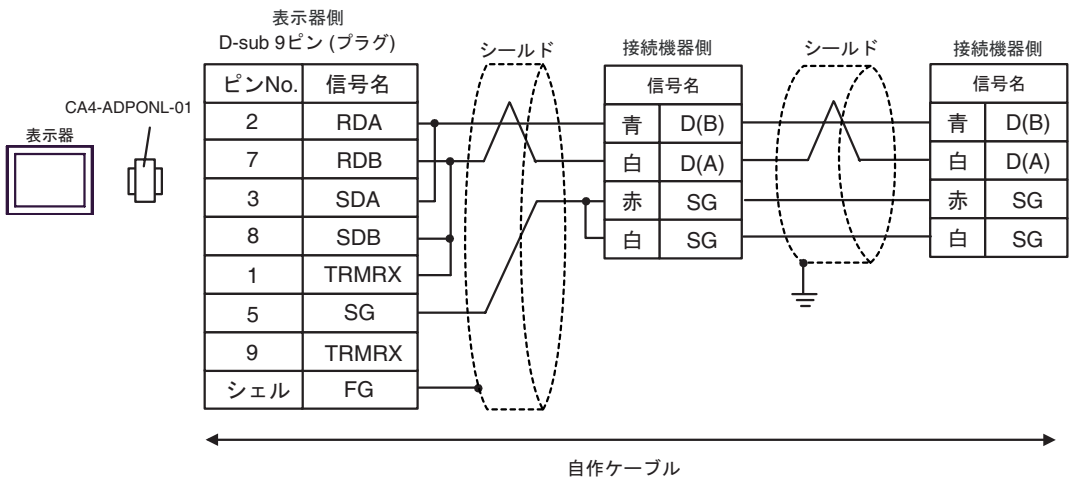 表示器側
D-sub 9ピン (プラグ)
シールド
接続機器側
シールド
接続機器側
CA4-ADPONL-01
表示器
ピンNo. 信号名
2 RDA
7 RDB
3 SDA
8 SDB
1 TRMRX
5 SG
9 TRMRX
シェル FG
信号名
青 D(B)
白 D(A)
赤 SG
白 SG
信号名
青 D(B)
白 D(A)
赤 SG
白 SG
自作ケーブル